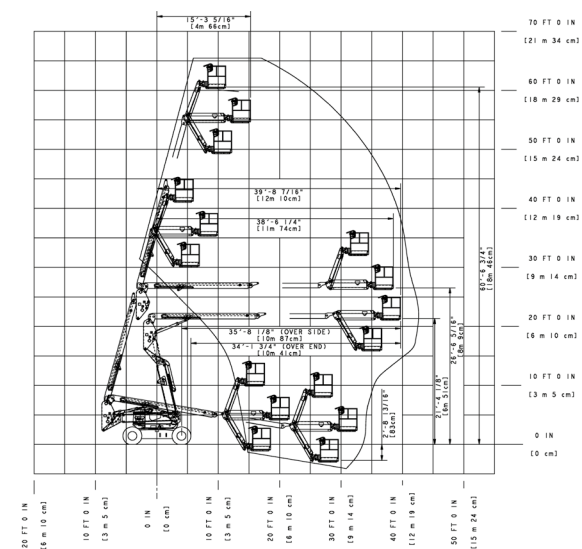 15'-3 5/16"
[4m 66cm]
70 FT 0 IN
[21 m 34 cm]
60 FT 0 IN
[18 m 29 cm]
50 FT 0 IN
[15 m 24 cm]
39'-8 7/16"
[12m 10cm]
40 FT 0 IN
[12 m 19 cm]
38'-6 1/4"
[11m 74cm]
60'-6 3/4"
[18m 46cm]
30 FT 0 IN
[9 m 14 cm]
20 FT 0 IN
[6 m 10 cm]
35'-8 1/8" (OVER SIDE)
[10m 87cm]
34'-1 3/4" (OVER END)
[10m 41cm]
26'-6 5/16"
[8m 9cm]
21'-4 1/8"
[6m 51cm]
10 FT 0 IN
[3 m 5 cm]
2'-8 13/16"
[83cm]
0 IN
[0 cm]
20 FT 0 IN
[6 m 10 cm]
10 FT 0 IN
[3 m 5 cm]
0 IN
[0 cm]
10 FT 0 IN
[3 m 5 cm]
20 FT 0 IN
[6 m 10 cm]
30 FT 0 IN
[9 m 14 cm]
40 FT 0 IN
[12 m 19 cm]
50 FT 0 IN
[15 m 24 cm]